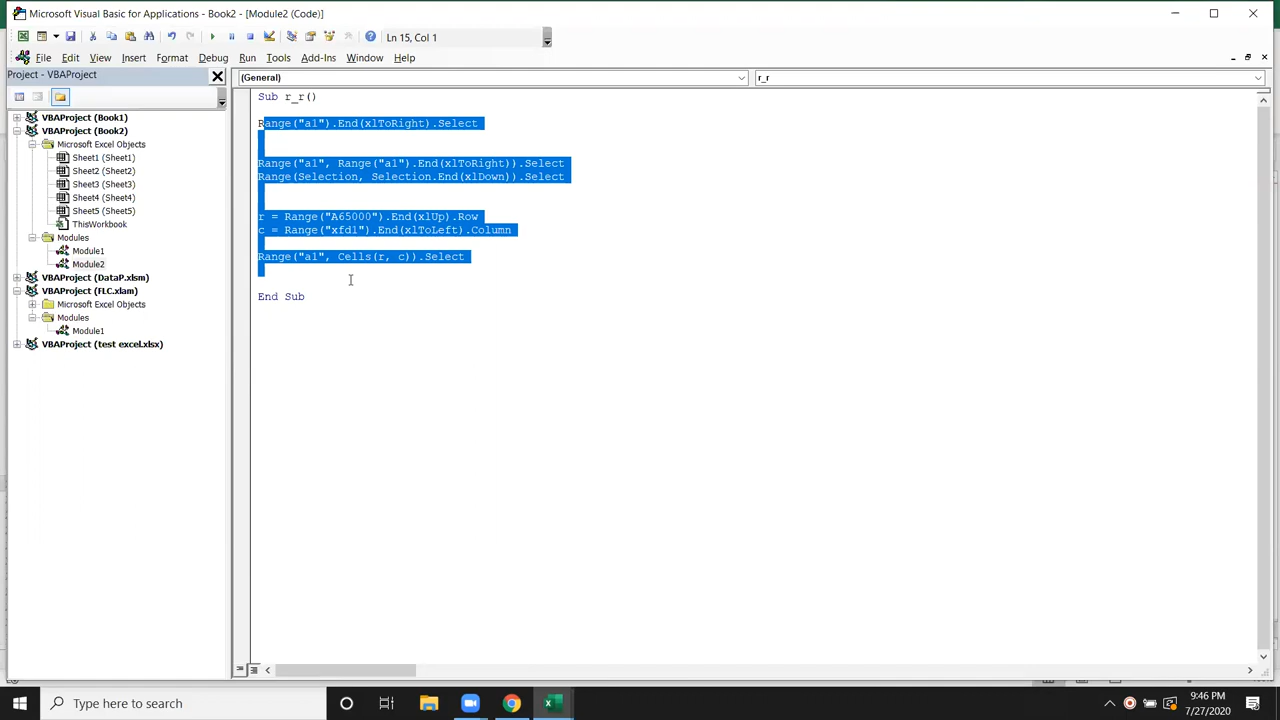 Microsoft Visual Basic for Applications - Book2 - [Module2 (Code)]
Ln 15, Col 1
File Edit View Insert Format Debug Run Tools Add-Ins Window Help
Project - VBAProject
(General)
r_r
VBAProject (Book1)
VBAProject (Book2)
Microsoft Excel Objects
Sheet1 (Sheet1)
Sheet2 (Sheet2)
Sheet3 (Sheet3)
Sheet4 (Sheet4)
Sheet5 (Sheet5)
ThisWorkbook
Modules
Module1
Module2
VBAProject (DataP.xlsm)
VBAProject (FLC.xlam)
Microsoft Excel Objects
Modules
Module1
VBAProject (test excel.xlsx)
Sub r_r()
Range("a1").End(xlToRight).Select
Range("a1", Range("a1").End(xlToRight)).Select
Range(Selection, Selection.End(xlDown)).Select
r = Range("A65000").End(xlUp).Row
c = Range("xfd1").End(xlToLeft).Column
Range("a1", Cells(r, c)).Select
End Sub
Type here to search
9:46 PM
7/27/2020